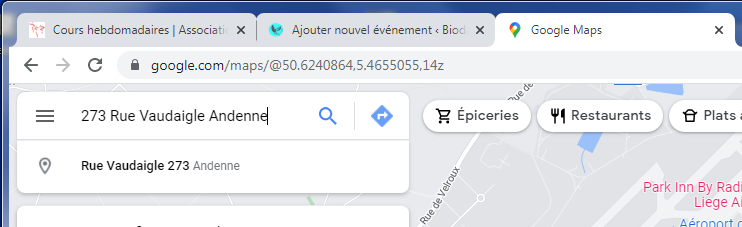 Cours hebdomadaires | Associati
Ajouter nouvel événement ‹ Biod
Google Maps
google.com/maps/@50.6240864,5.4655055,14z
273 Rue Vaudaigle Andenne
Épiceries
Restaurants
Plats
Rue Vaudaigle 273 Andenne
Rue de Velroux
Park Inn By Radi
Liege Ai
Aéroport d